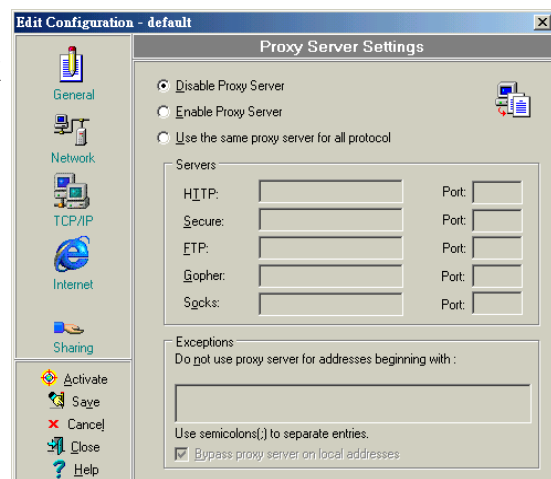 Edit Configuration - default
Proxy Server Settings
General
Network
TCP/IP
Internet
Sharing
Activate
Save
Cancel
Close
Help
Disable Proxy Server
Enable Proxy Server
Use the same proxy server for all protocol
Servers
HTTP: Port:
Secure: Port:
FTP: Port:
Gopher: Port:
Socks: Port:
Exceptions
Do not use proxy server for addresses beginning with :
Use semicolons(;) to separate entries.
Bypass proxy server on local addresses